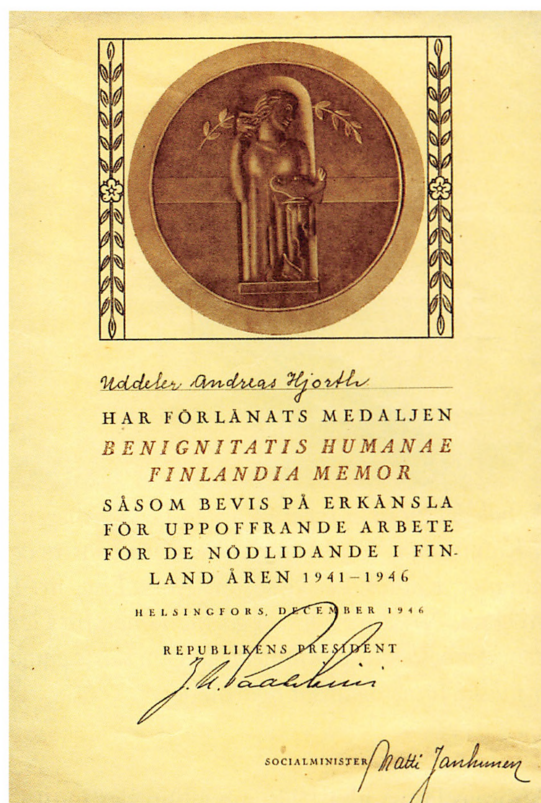 Uddeler Andreas Hjorth
HAR FÖRLÄNATS MEDALJEN
BENIGNITATIS HUMANAE
FINLANDIA MEMOR
SÅSOM BEVIS PÅ ERKÄNSLA
FÖR UPPOFFRANDE ARBETE
FÖR DE NÖDLIDANDE I FIN-
LAND ÅREN 1941–1946
HELSINGFORS, DECEMBER 1946
REPUBLIKENS PRESIDENT
J. K. Paasikivi
SOCIALMINISTER Matti Janhunen